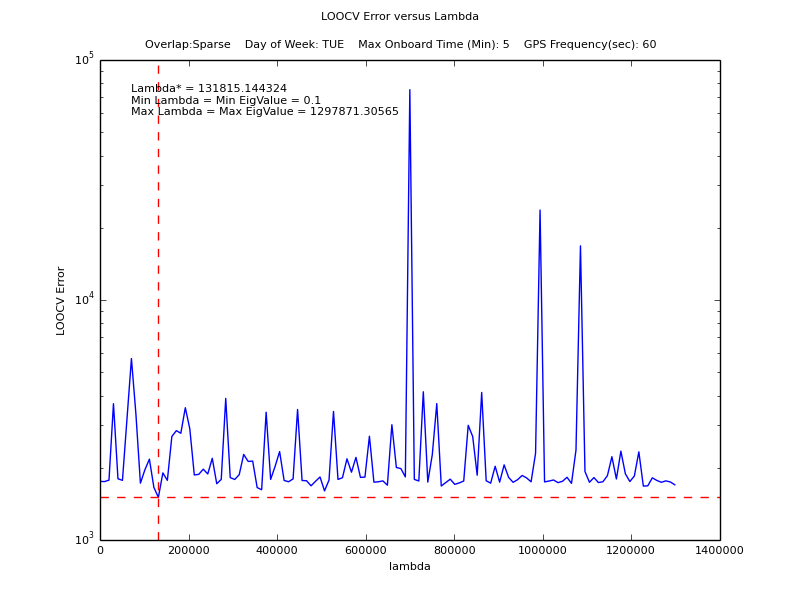 LOOCV Error versus Lambda
Overlap:Sparse    Day of Week: TUE    Max Onboard Time (Min): 5    GPS Frequency(sec): 60
10^5
Lambda* = 131815.144324
Min Lambda = Min EigValue = 0.1
Max Lambda = Max EigValue = 1297871.30565
LOOCV Error
10^4
10^3
0 200000 400000 600000 800000 1000000 1200000 1400000
lambda